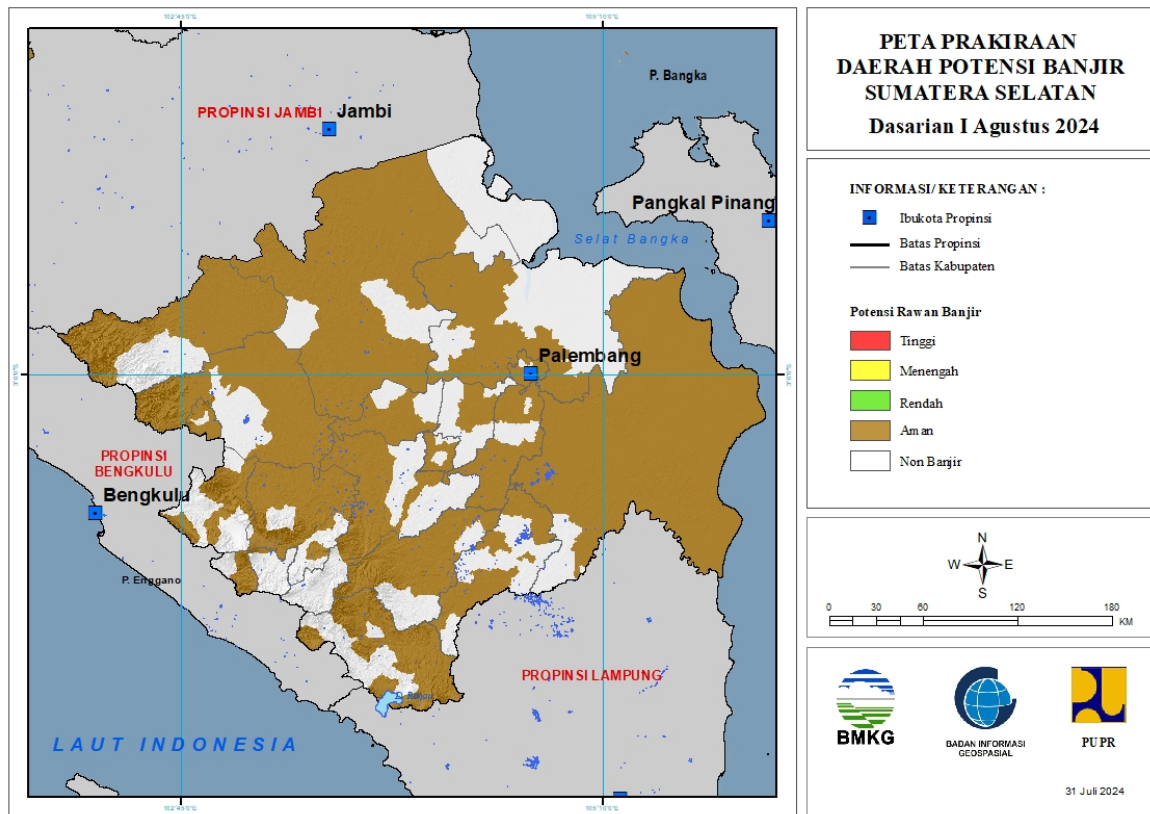 PETA PRAKIRAAN
DAERAH POTENSI BANJIR
SUMATERA SELATAN
Dasarian I Agustus 2024
INFORMASI/ KETERANGAN :
Ibukota Propinsi
Batas Propinsi
Batas Kabupaten
Potensi Rawan Banjir
Tinggi
Menengah
Rendah
Aman
Non Banjir
N
W E
S
0 30 60 120 180
KM
BMKG
BADAN INFORMASI
GEOSPASIAL
PUPR
31 Juli 2024
P. Bangka
PROPINSI JAMBI
Jambi
Pangkal Pinang
Selat Bangka
Palembang
PROPINSI
BENGKULU
Bengkulu
P. Enggano
PROPINSI LAMPUNG
D. Ranau
LAUT INDONESIA